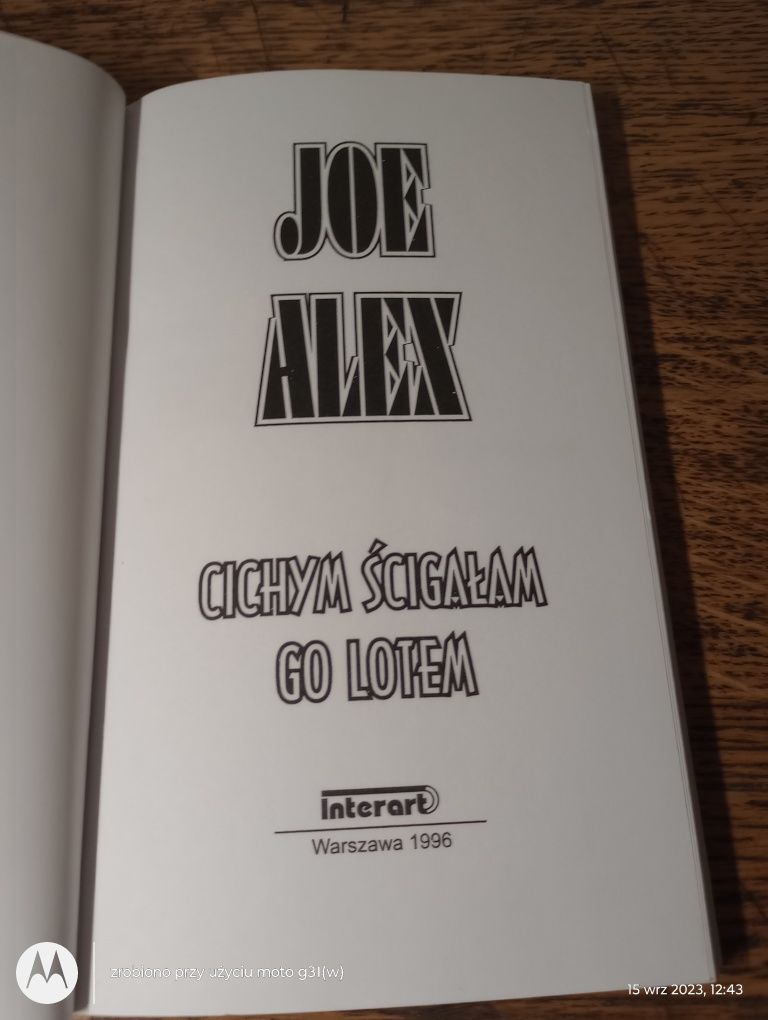 JOE
ALEX
CICHYM ŚCIGAŁAM
GO LOTEM
Interart
Warszawa 1996
zrobiono przy użyciu moto g31(w)
15 wrz 2023, 12:43